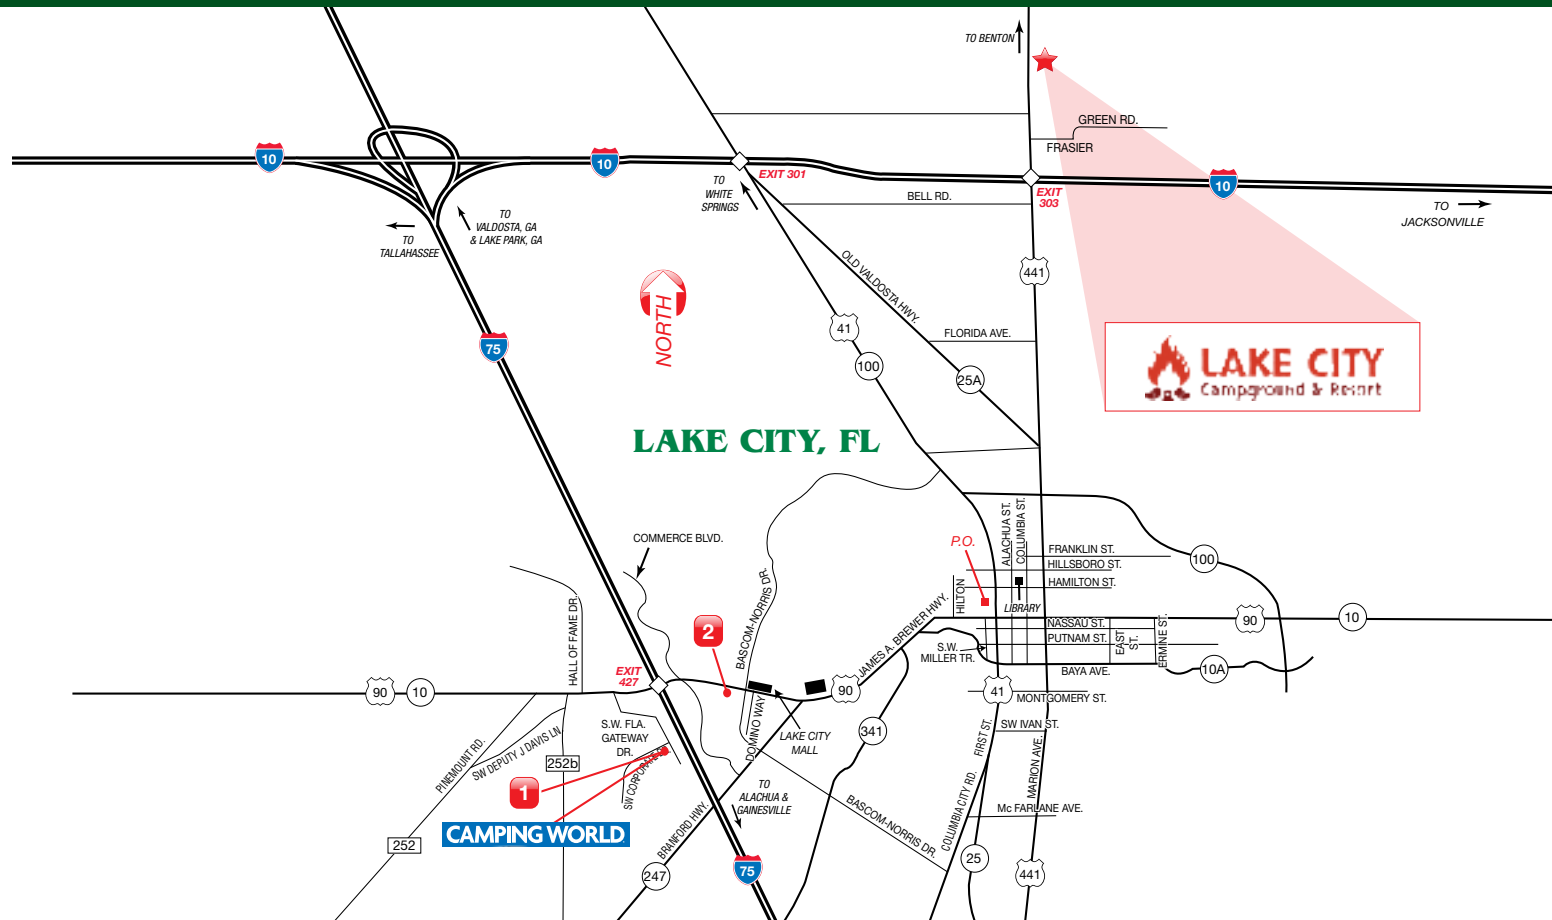 TO BENTON
GREEN RD.
FRASIER
10
10
EXIT 301
TO
WHITE
SPRINGS
BELL RD.
EXIT
303
10
TO
JACKSONVILLE
TO
VALDOSTA, GA
& LAKE PARK, GA
TO
TALLAHASSEE
OLD VALDOSTA HWY.
441
NORTH
75
41
100
FLORIDA AVE.
25A
LAKE CITY
Campground & Resort
LAKE CITY, FL
COMMERCE BLVD.
P.O.
ALACHUA ST.
COLUMBIA ST.
FRANKLIN ST.
HILLSBORO ST.
HAMILTON ST.
100
HILTON
LIBRARY
HALL OF FAME DR.
BASCOM-NORRIS DR.
JAMES A. BREWER HWY.
NASSAU ST.
PUTNAM ST.
EAST
ST.
ERMINE ST.
90
10
S.W.
MILLER TR.
BAYA AVE.
10A
2
EXIT
427
90
10
90
41
MONTGOMERY ST.
S.W. FLA.
GATEWAY
DR.
DOMINO WAY
LAKE CITY
MALL
341
FIRST ST.
SW IVAN ST.
MARION AVE.
PINEMOUNT RD.
SW DEPUTY J DAVIS LN
252b
SW CORPORATE
1
CAMPING WORLD
TO
ALACHUA &
GAINESVILLE
BASCOM-NORRIS DR.
COLUMBIA CITY RD.
Mc FARLANE AVE.
252
BRANFORD HWY.
247
75
25
441